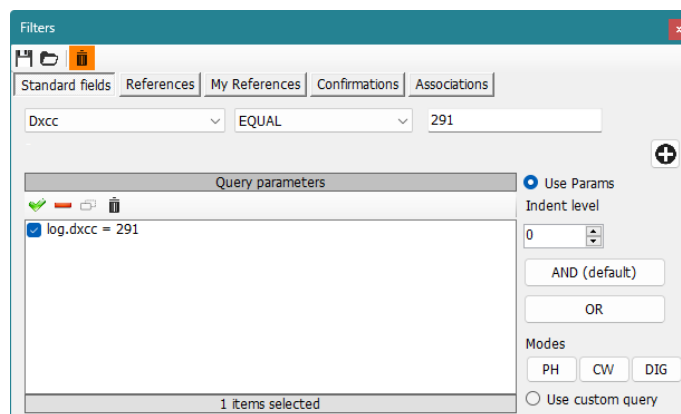 Filters
Standard fields References My References Confirmations Associations
Dxcc EQUAL 291
Query parameters
Use Params
Indent level
log.dxcc = 291
0
AND (default)
OR
Modes
PH CW DIG
1 items selected
Use custom query